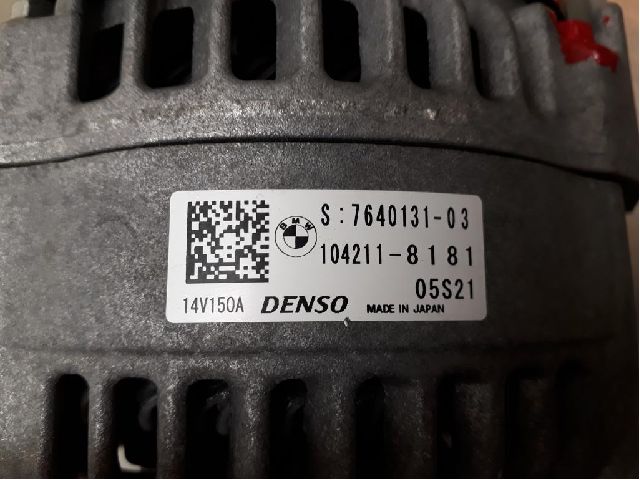 BMW
S:7640131-03
104211-8181
05S21
14V150A DENSO MADE IN JAPAN